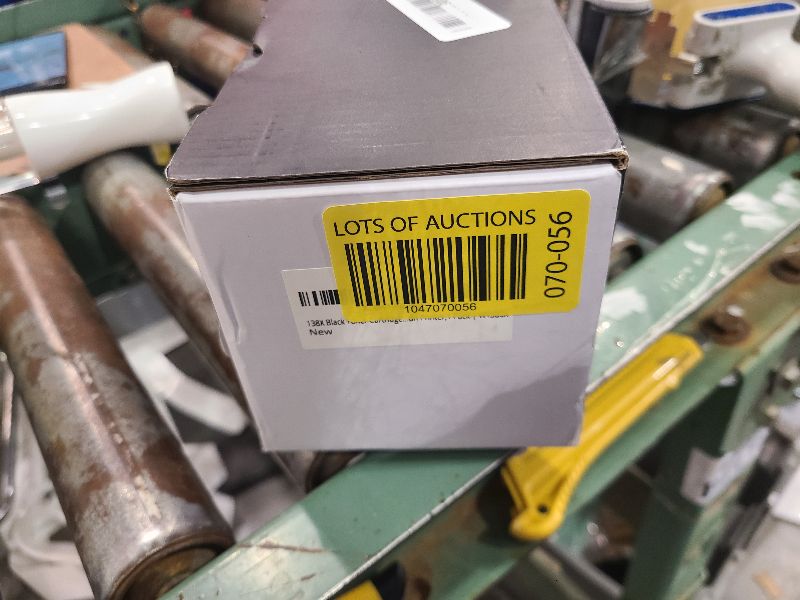 LOTS OF AUCTIONS
070-056
1047070056
138X Black
New